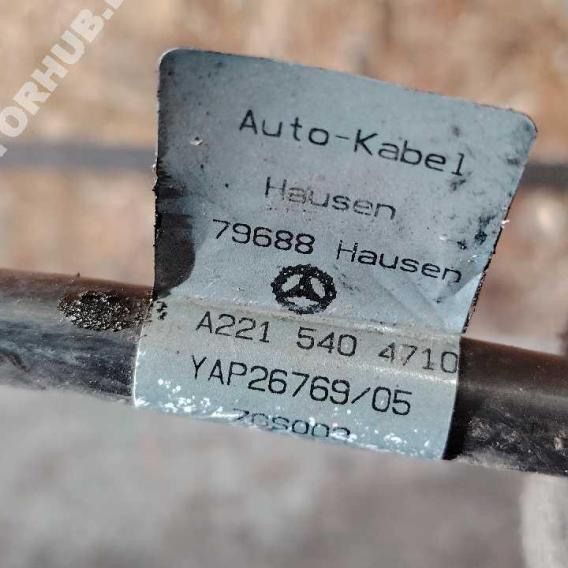 Auto-Kabel
Hausen
79688 Hausen
A221 540 4710
YAP26769/05